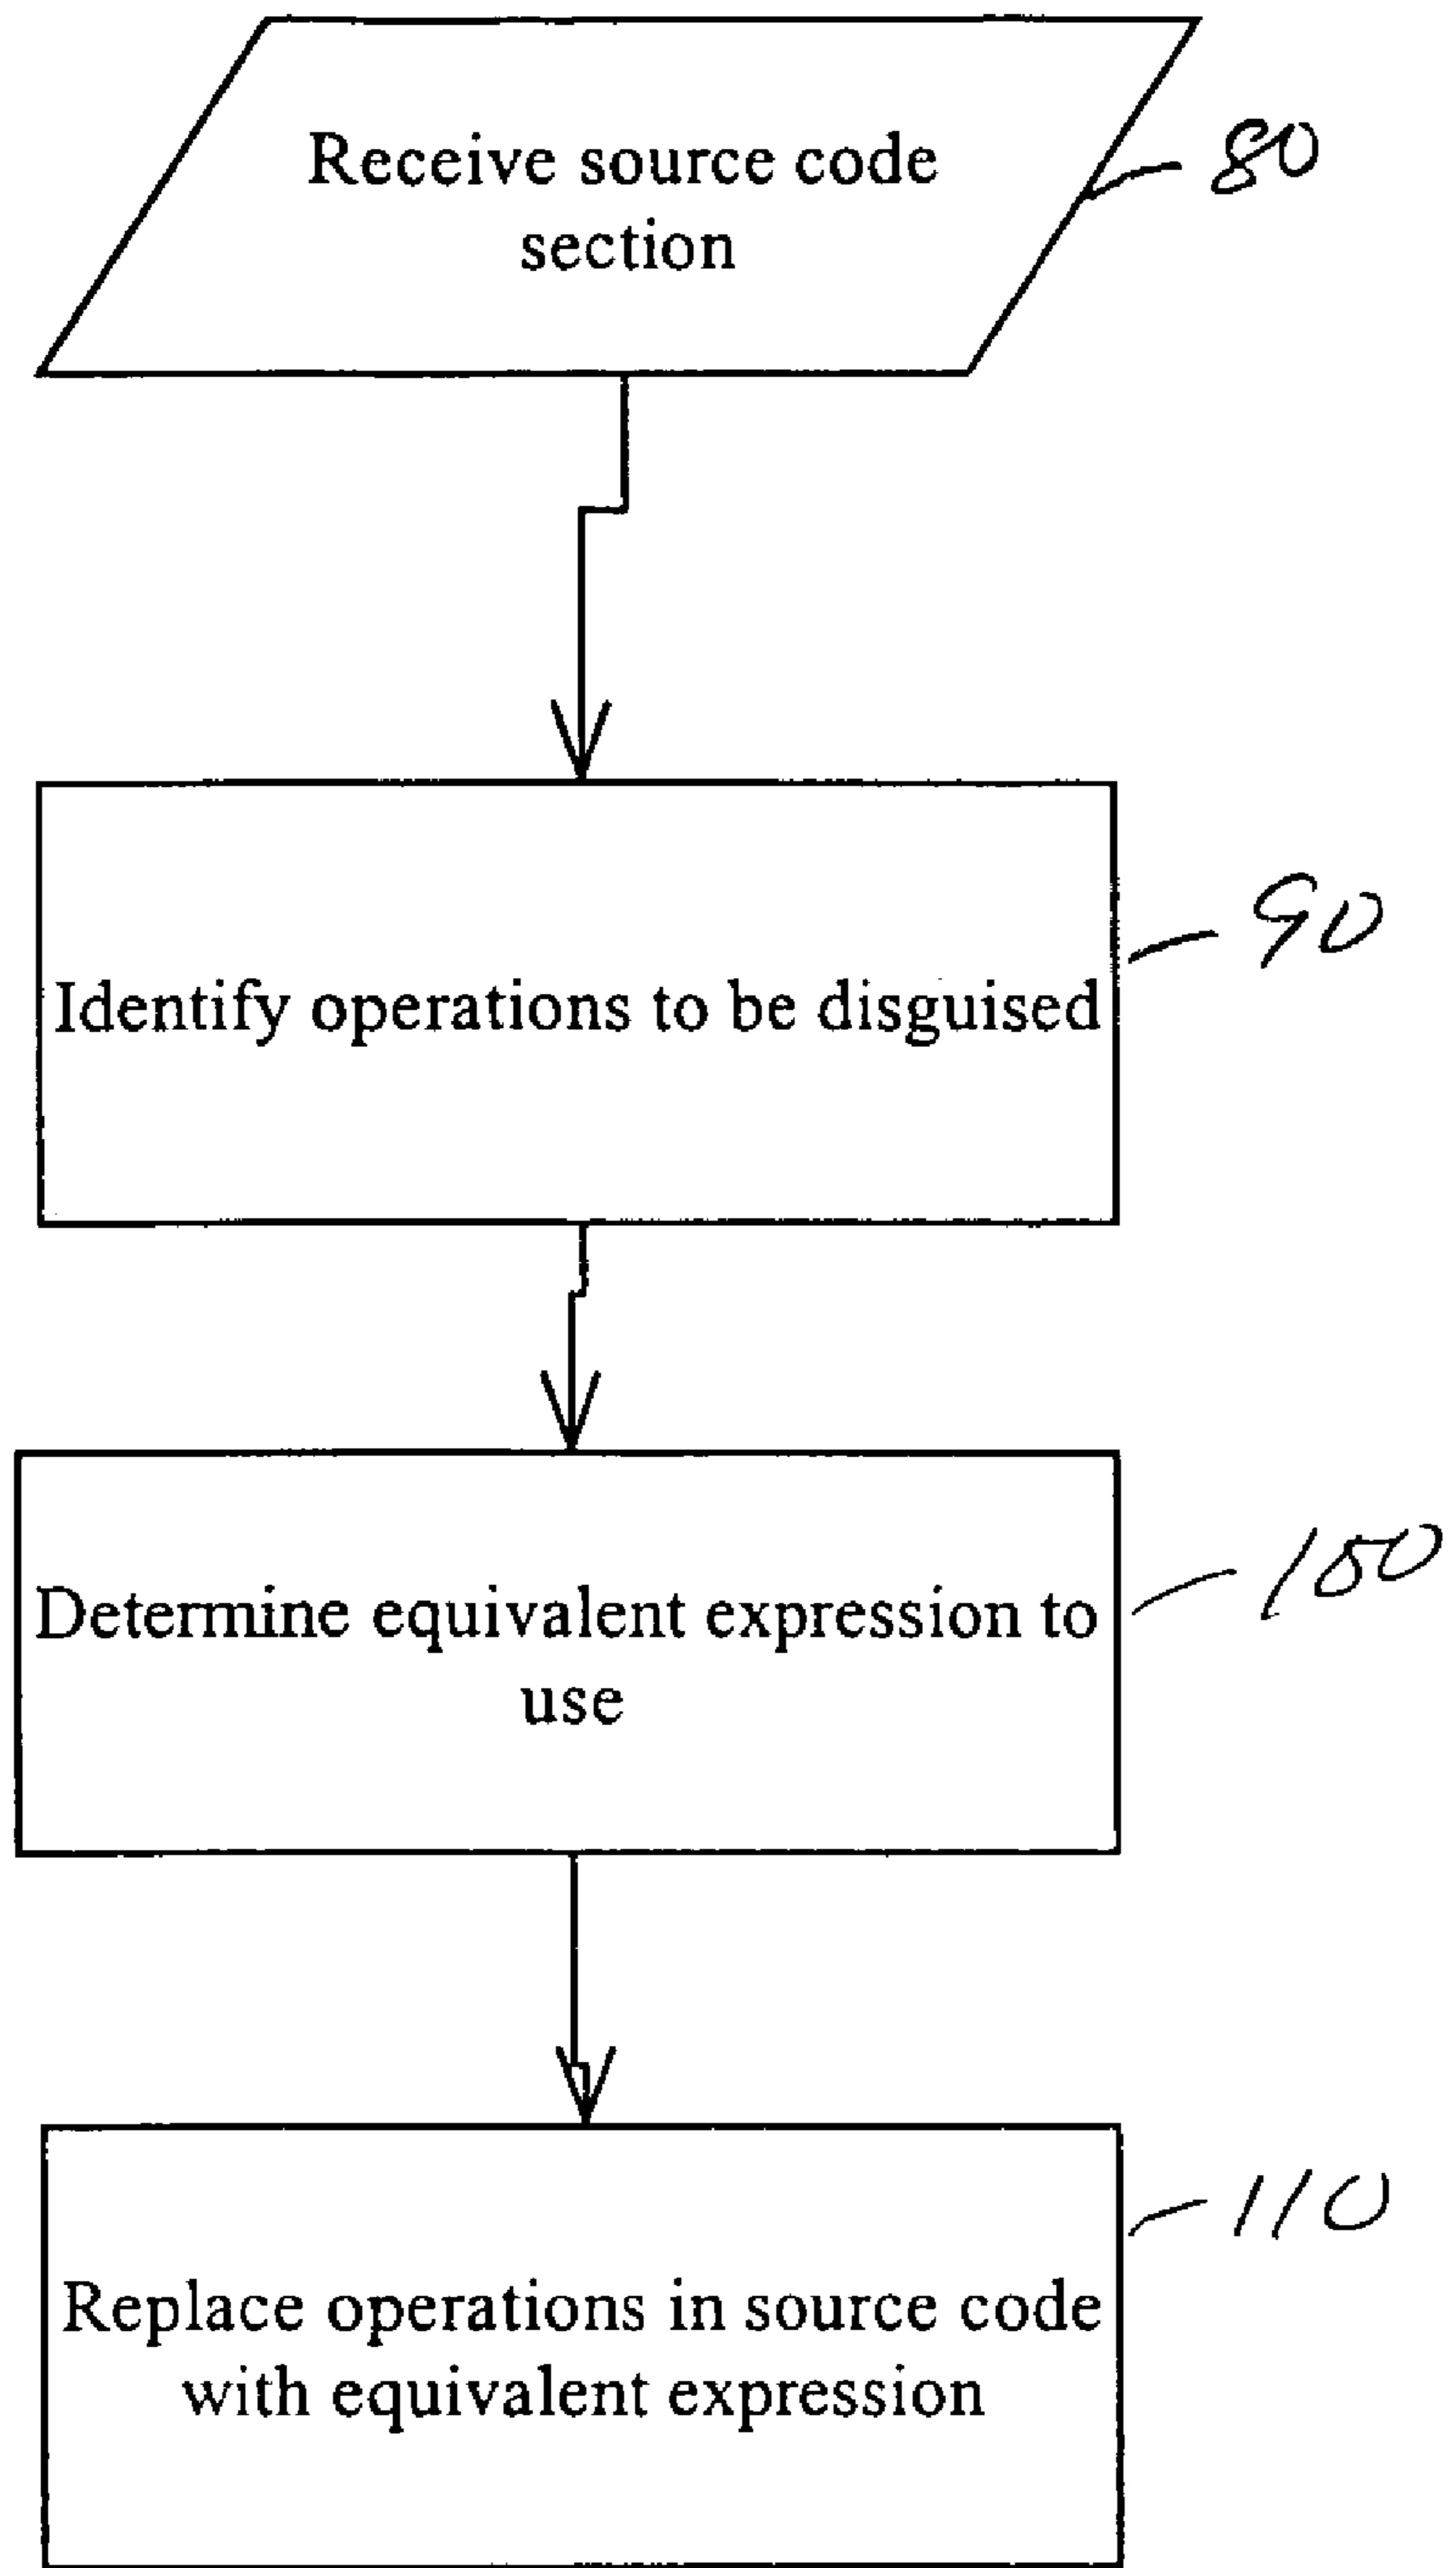 Receive source code
section
80
Identify operations to be disguised
90
Determine equivalent expression to
use
100
Replace operations in source code
with equivalent expression
110